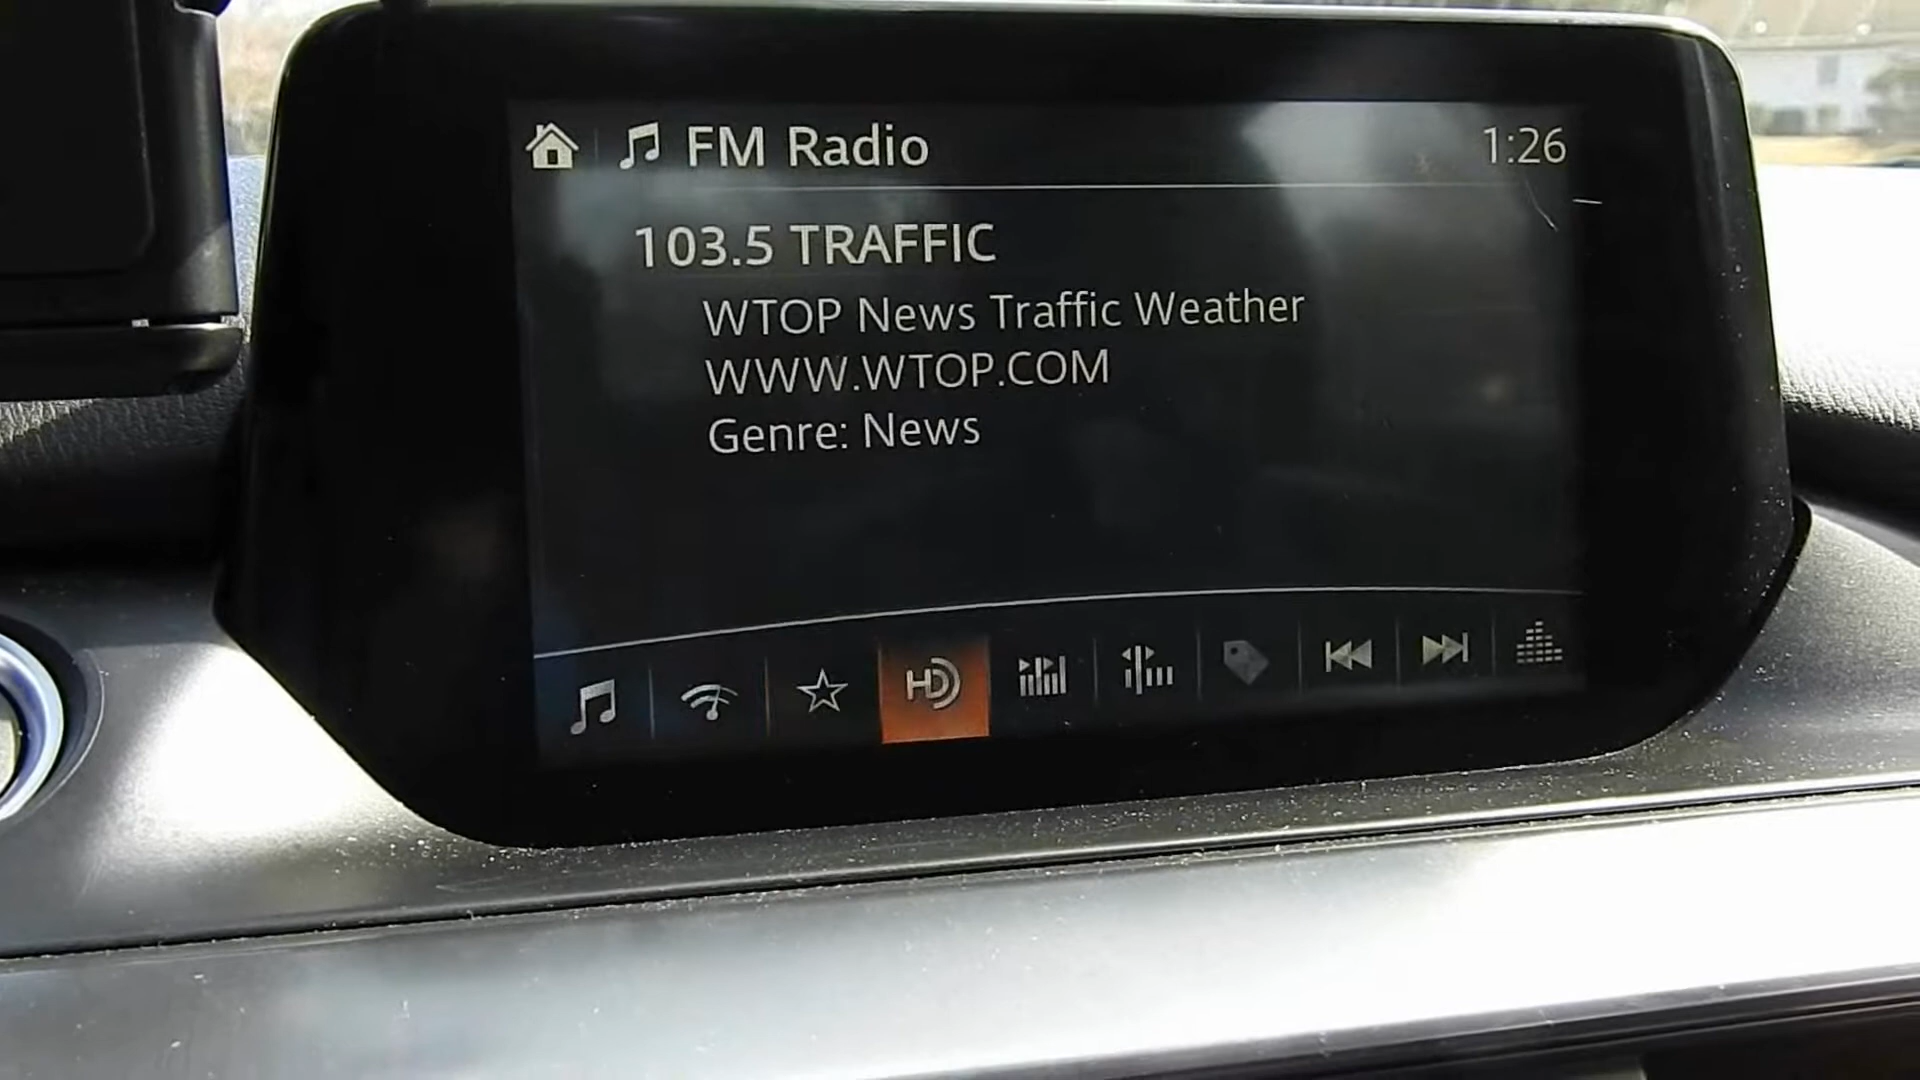 FM Radio 1:26
103.5 TRAFFIC
WTOP News Traffic Weather
WWW.WTOP.COM
Genre: News
HD